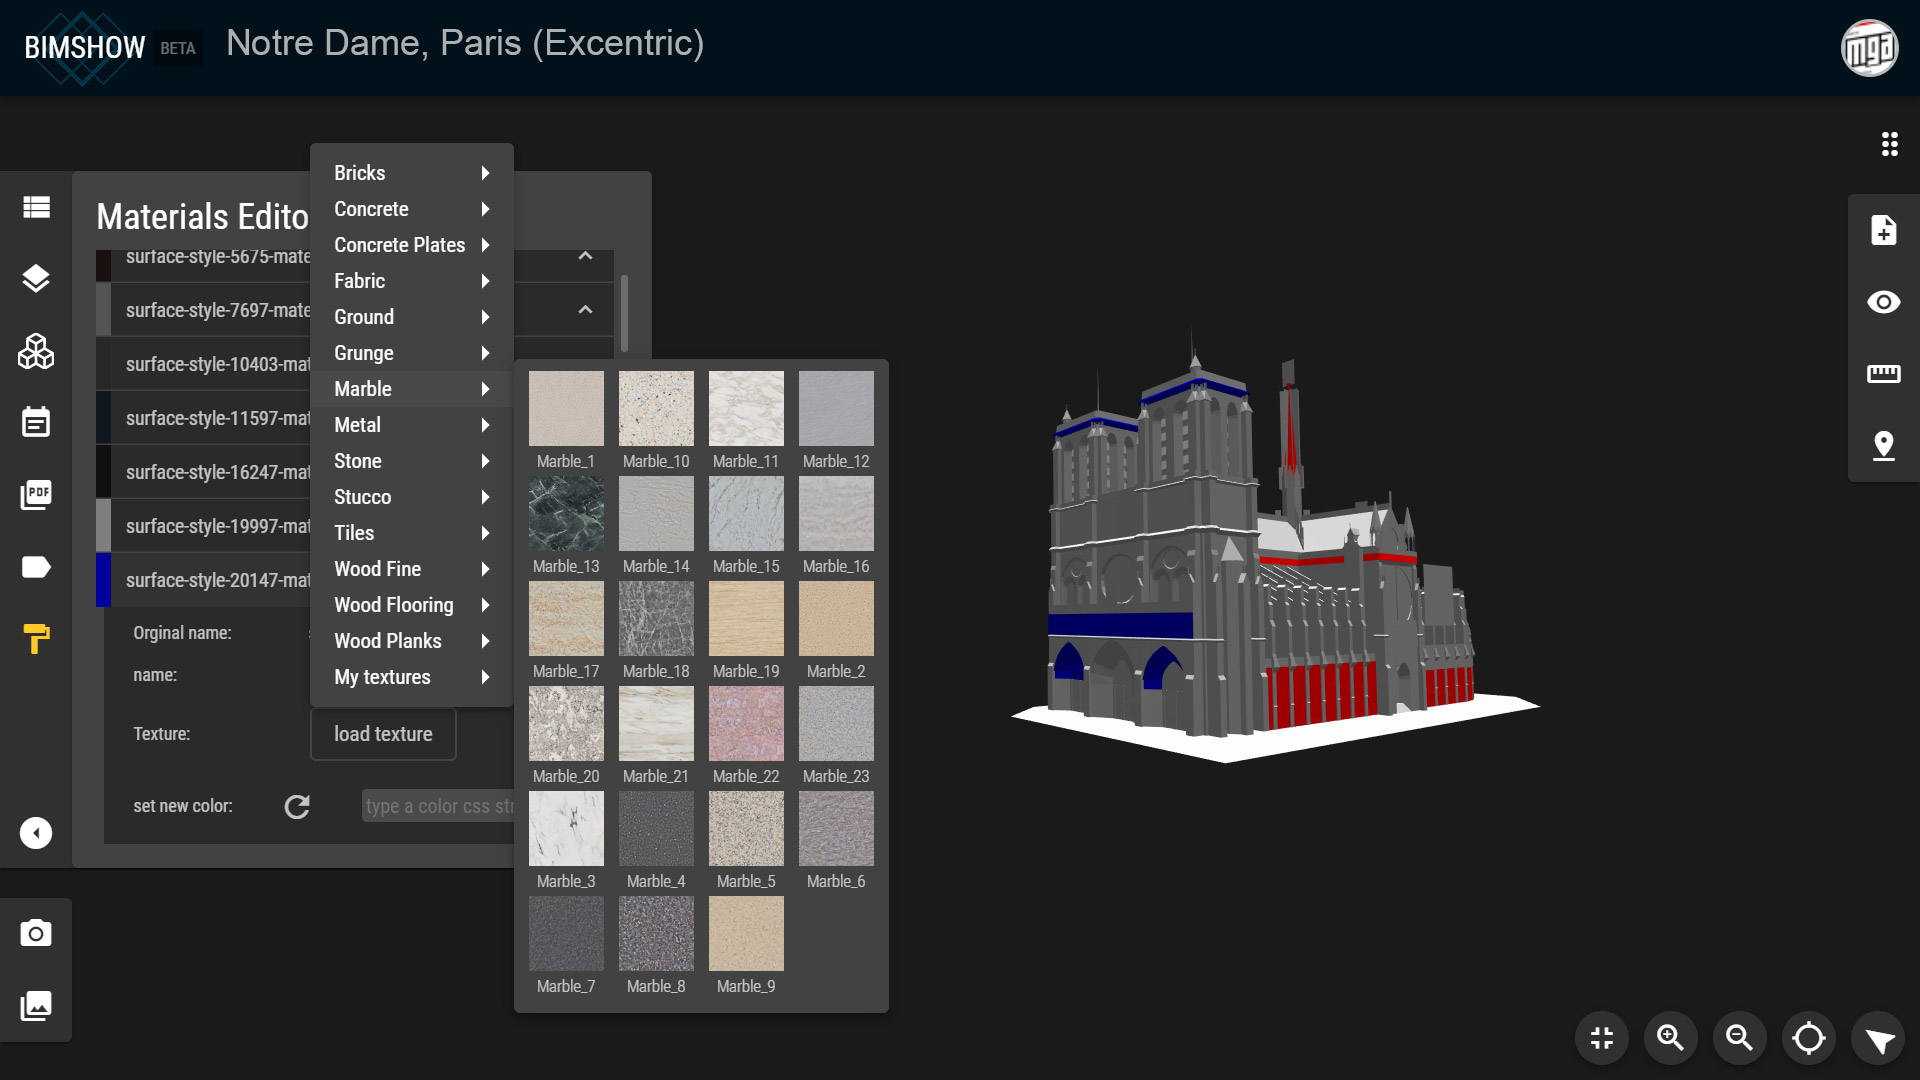 BIMSHOW BETA Notre Dame, Paris (Excentric)
mga
Materials Edito
surface-style-5675-mate
surface-style-7697-mate
surface-style-10403-mat
surface-style-11597-mat
surface-style-16247-mat
surface-style-19997-mat
surface-style-20147-mat
Orginal name:
name:
Texture: load texture
set new color: type a color css str
Bricks
Concrete
Concrete Plates
Fabric
Ground
Grunge
Marble
Metal
Stone
Stucco
Tiles
Wood Fine
Wood Flooring
Wood Planks
My textures
Marble_1 Marble_10 Marble_11 Marble_12
Marble_13 Marble_14 Marble_15 Marble_16
Marble_17 Marble_18 Marble_19 Marble_2
Marble_20 Marble_21 Marble_22 Marble_23
Marble_3 Marble_4 Marble_5 Marble_6
Marble_7 Marble_8 Marble_9
PDF